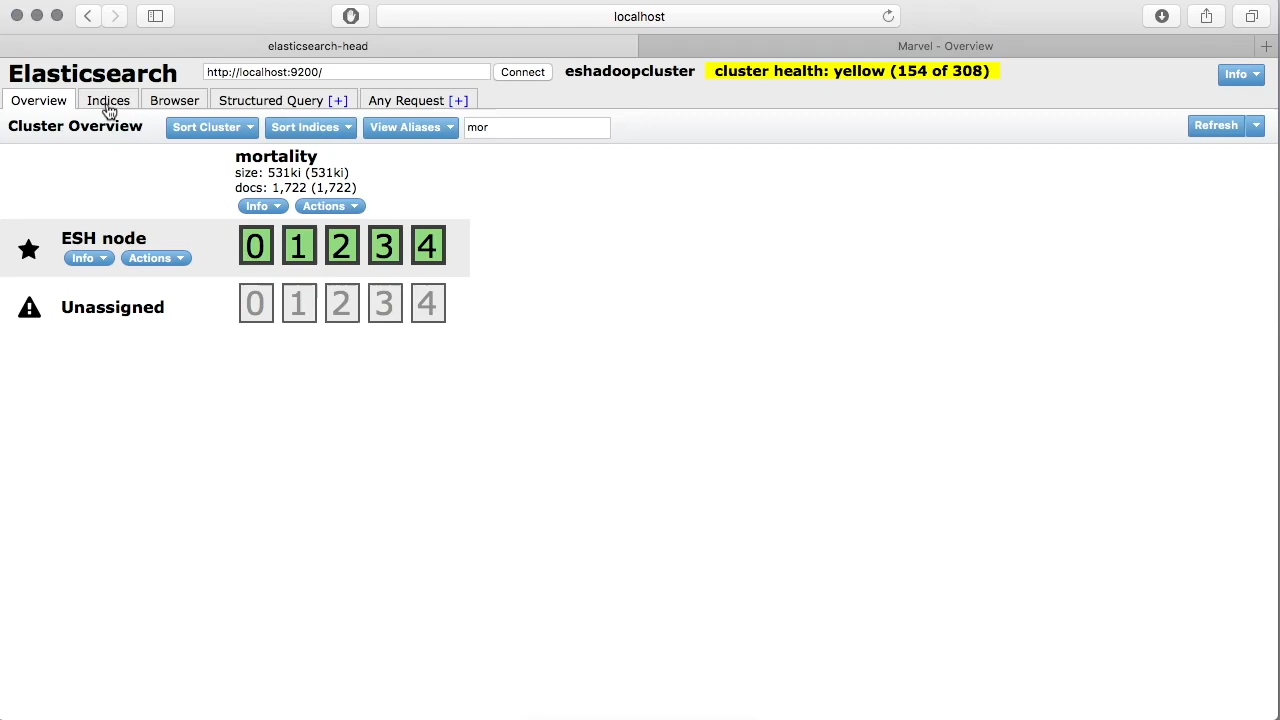 localhost
elasticsearch-head
Marvel - Overview
Elasticsearch
http://localhost:9200/
Connect
eshadoopcluster
cluster health: yellow (154 of 308)
Info
Overview
Indices
Browser
Structured Query [+]
Any Request [+]
Cluster Overview
Sort Cluster
Sort Indices
View Aliases
mor
Refresh
mortality
size: 531ki (531ki)
docs: 1,722 (1,722)
Info
Actions
ESH node
Info
Actions
0 1 2 3 4
Unassigned
0 1 2 3 4